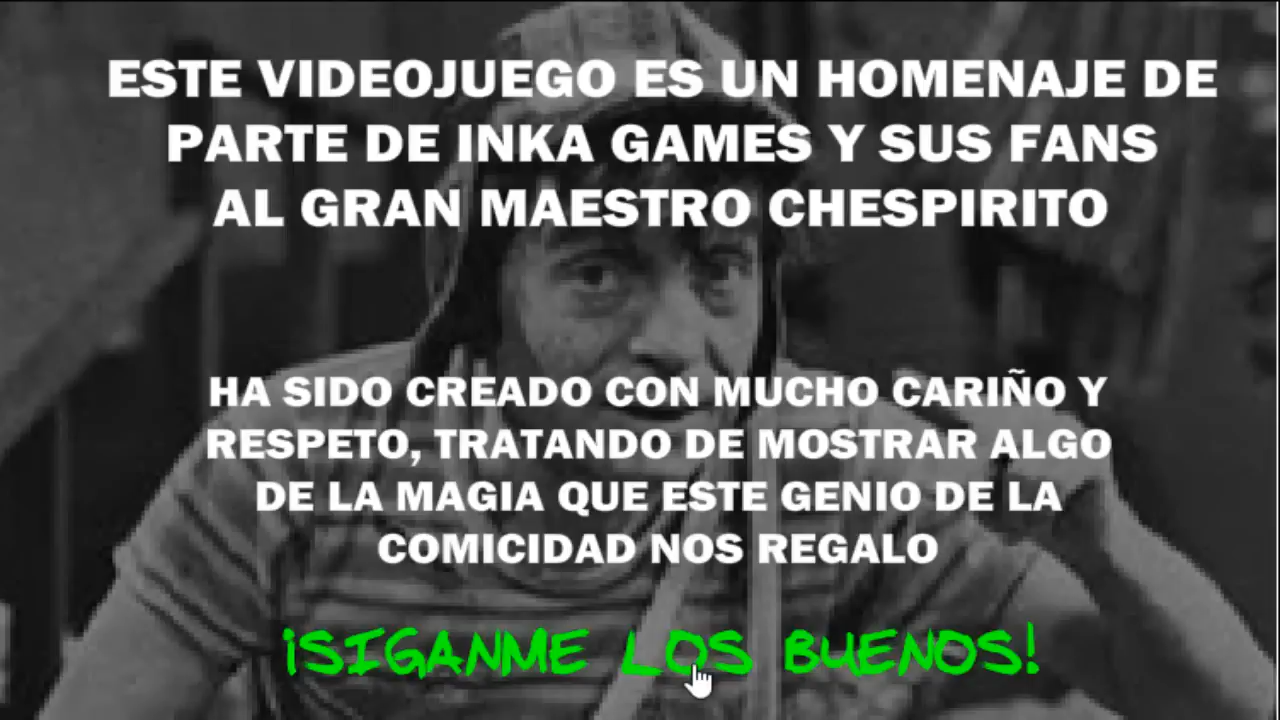 ESTE VIDEOJUEGO ES UN HOMENAJE DE
PARTE DE INKA GAMES Y SUS FANS
AL GRAN MAESTRO CHESPIRITO
HA SIDO CREADO CON MUCHO CARIÑO Y
RESPETO, TRATANDO DE MOSTRAR ALGO
DE LA MAGIA QUE ESTE GENIO DE LA
COMICIDAD NOS REGALO
¡SIGANME LOS BUENOS!